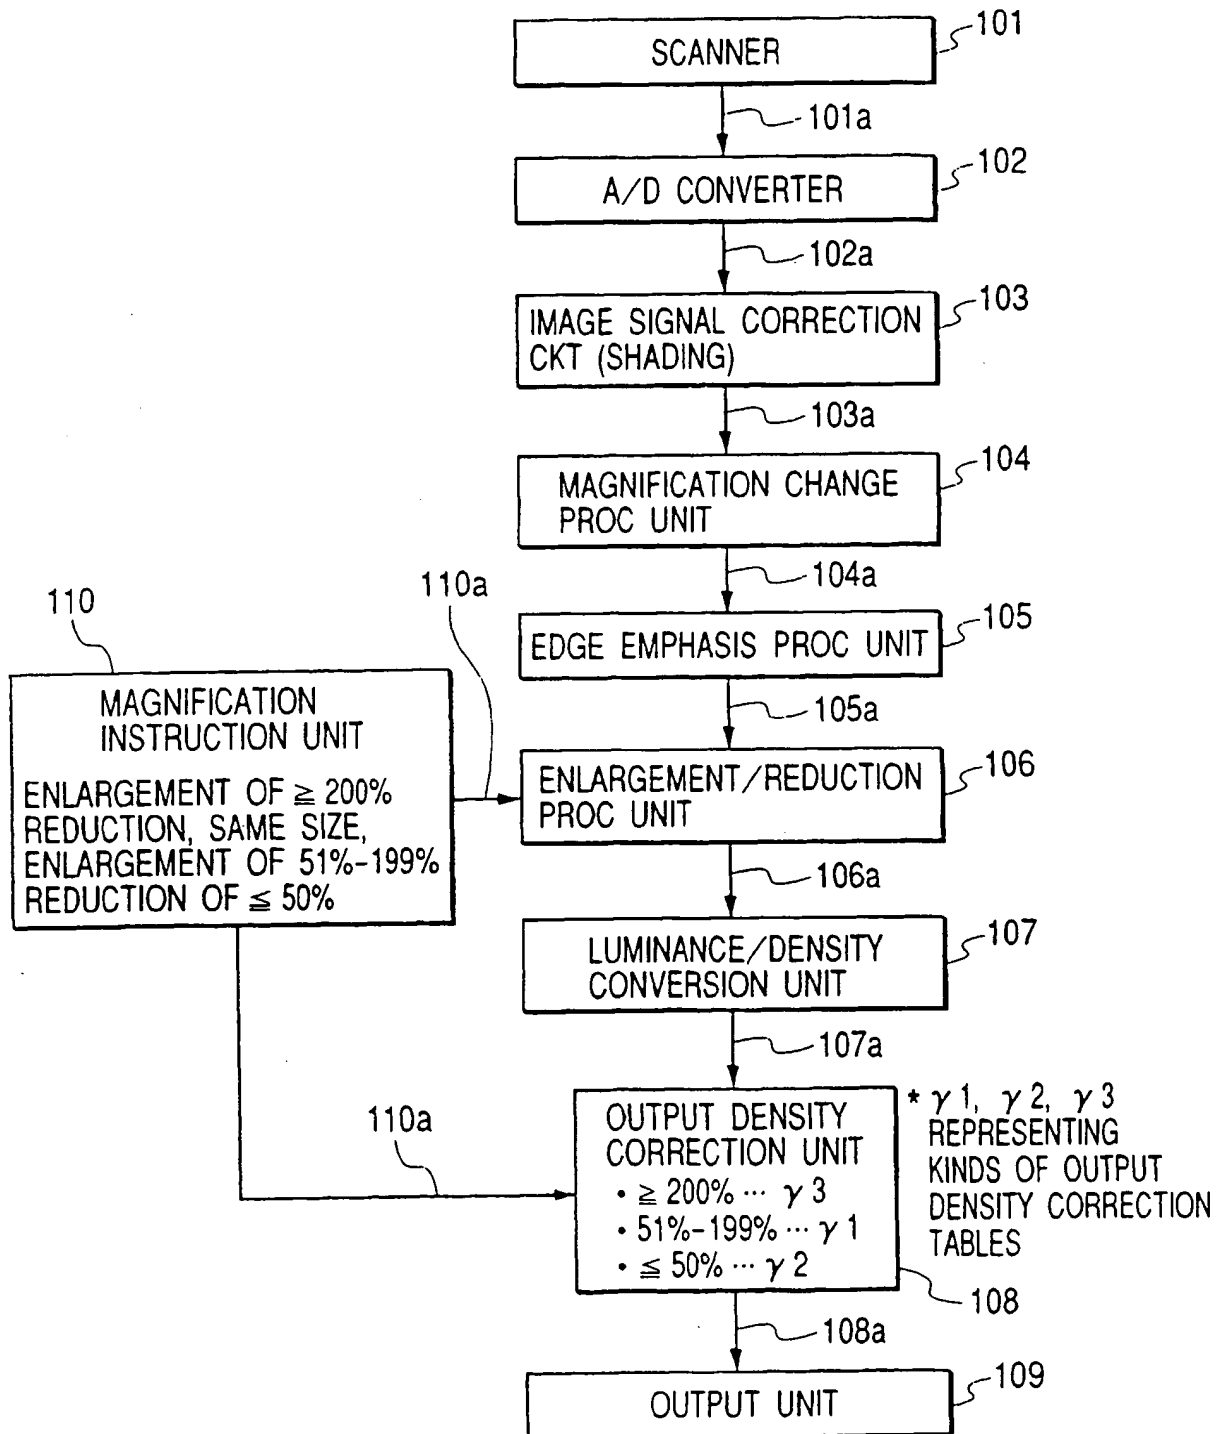 SCANNER
101
101a
A/D CONVERTER
102
102a
IMAGE SIGNAL CORRECTION
CKT (SHADING)
103
103a
MAGNIFICATION CHANGE
PROC UNIT
104
104a
EDGE EMPHASIS PROC UNIT
105
105a
110
MAGNIFICATION
INSTRUCTION UNIT
ENLARGEMENT OF ≧ 200%
REDUCTION, SAME SIZE,
ENLARGEMENT OF 51%-199%
REDUCTION OF ≦ 50%
110a
ENLARGEMENT/REDUCTION
PROC UNIT
106
106a
LUMINANCE/DENSITY
CONVERSION UNIT
107
107a
110a
OUTPUT DENSITY
CORRECTION UNIT
• ≧ 200% ··· γ 3
• 51%-199% ··· γ 1
• ≦ 50% ··· γ 2
108
* γ 1, γ 2, γ 3
REPRESENTING
KINDS OF OUTPUT
DENSITY CORRECTION
TABLES
108a
OUTPUT UNIT
109